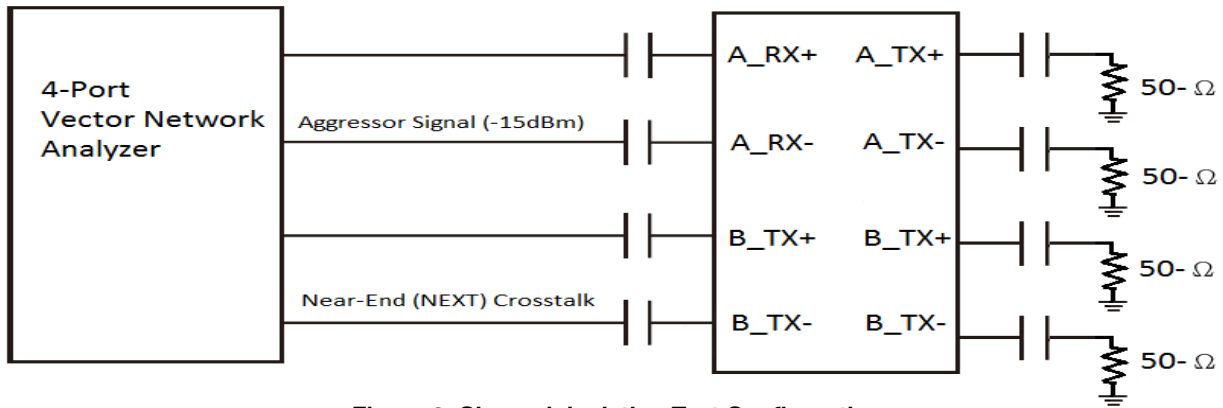 4-Port
Vector Network
Analyzer
Aggressor Signal (-15dBm)
Near-End (NEXT) Crosstalk
A_RX+ A_TX+
A_RX- A_TX-
B_TX+ B_TX+
B_TX- B_TX-
50- Ω
50- Ω
50- Ω
50- Ω